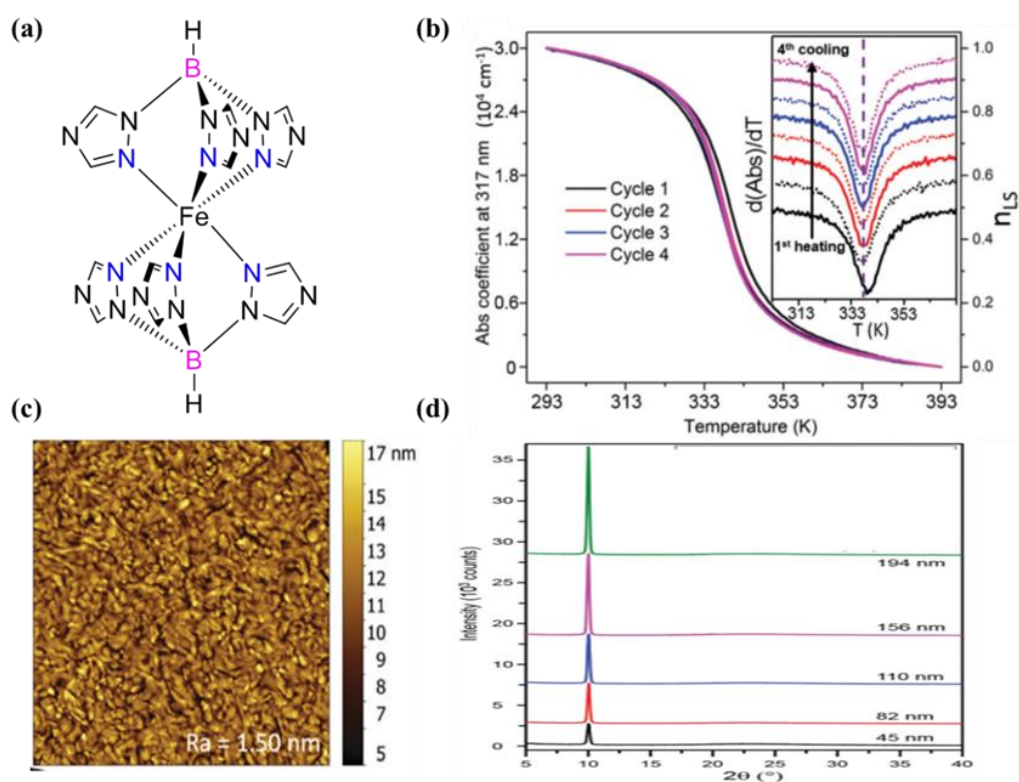 (a)
H
B
N N N
N N N
N N N
Fe
N N N
N N N
N N N
B
H
(b)
Abs coefficient at 317 nm (10⁴ cm⁻¹)
3.0
2.4
1.8
1.2
0.6
0
Cycle 1
Cycle 2
Cycle 3
Cycle 4
d(Abs)/dT
4th cooling
1st heating
313 333 353
T (K)
1.0
0.8
0.6
0.4
0.2
0.0
nLS
293 313 333 353 373 393
Temperature (K)
(c)
17 nm
15
14
13
11
10
9
8
7
5
Ra = 1.50 nm
(d)
Intensity (10³ counts)
35
30
30
25
20
10
5
0
194 nm
156 nm
110 nm
82 nm
45 nm
5 10 15 20 25 30 35 40
2θ (°)